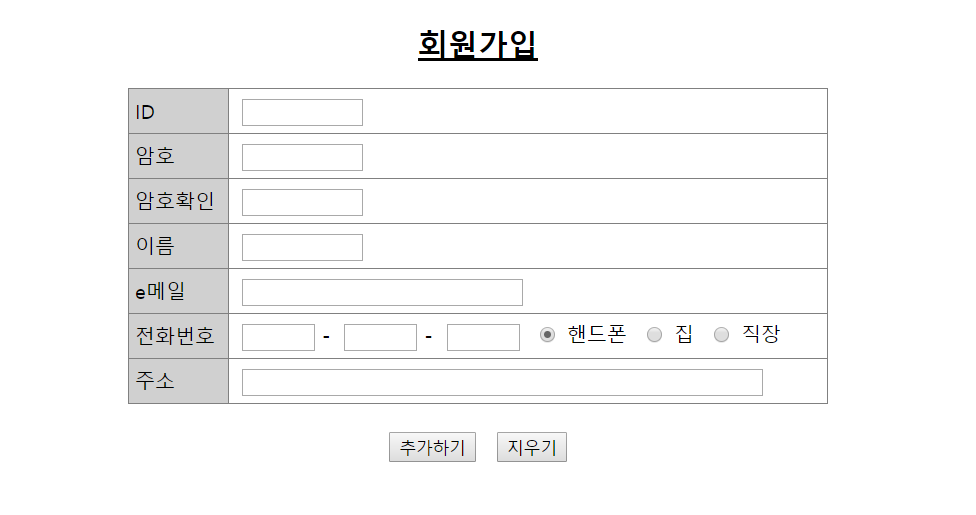 회원가입
ID
암호
암호확인
이름
e메일
전화번호 - - 핸드폰 집 직장
주소
추가하기 지우기